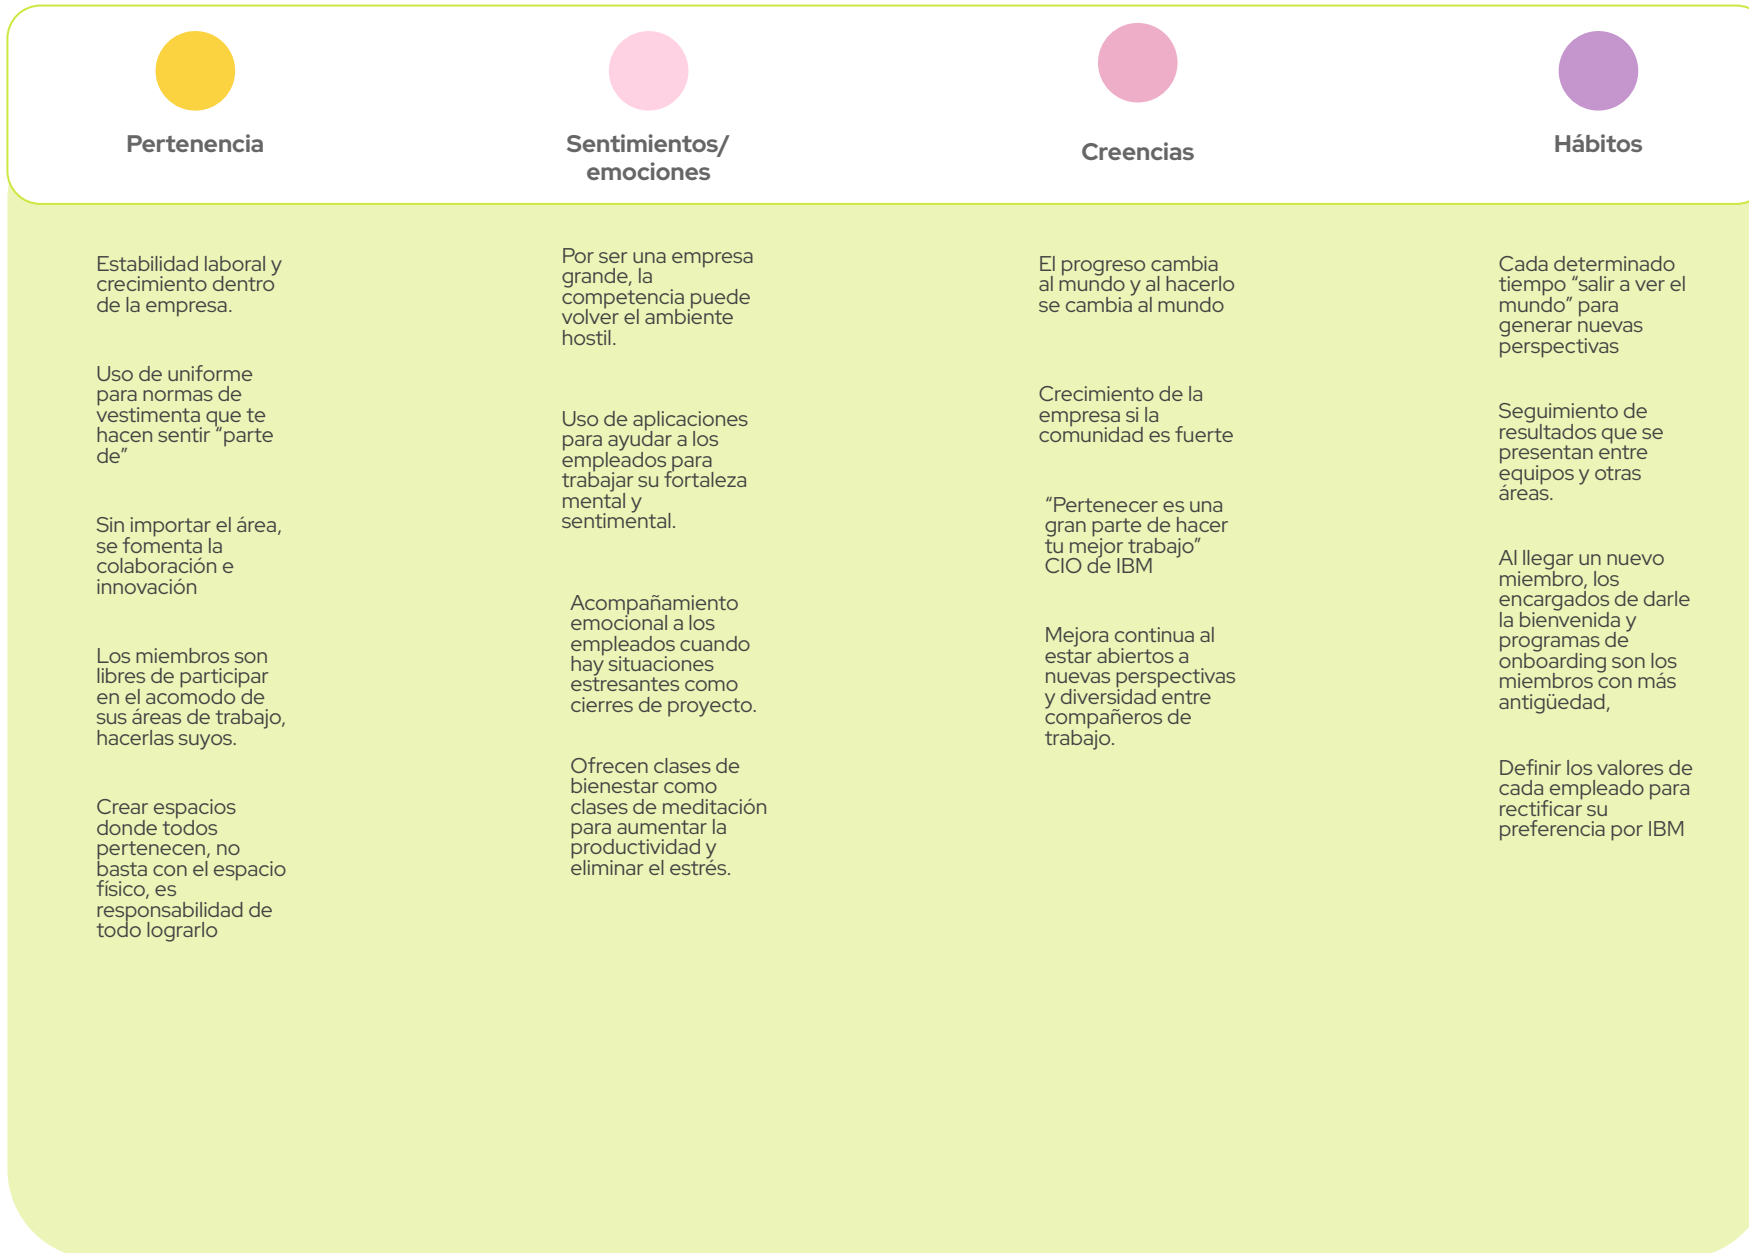 Pertenencia
Sentimientos/
emociones
Creencias
Hábitos
Estabilidad laboral y
crecimiento dentro
de la empresa.
Uso de uniforme
para normas de
vestimenta que te
hacen sentir “parte
de”
Sin importar el área,
se fomenta la
colaboración e
innovación
Los miembros son
libres de participar
en el acomodo de
sus áreas de trabajo,
hacerlas suyos.
Crear espacios
donde todos
pertenecen, no
basta con el espacio
físico, es
responsabilidad de
todo lograrlo
Por ser una empresa
grande, la
competencia puede
volver el ambiente
hostil.
Uso de aplicaciones
para ayudar a los
empleados para
trabajar su fortaleza
mental y
sentimental.
Acompañamiento
emocional a los
empleados cuando
hay situaciones
estresantes como
cierres de proyecto.
Ofrecen clases de
bienestar como
clases de meditación
para aumentar la
productividad y
eliminar el estrés.
El progreso cambia
al mundo y al hacerlo
se cambia al mundo
Crecimiento de la
empresa si la
comunidad es fuerte
“Pertenecer es una
gran parte de hacer
tu mejor trabajo”
CIO de IBM
Mejora continua al
estar abiertos a
nuevas perspectivas
y diversidad entre
compañeros de
trabajo.
Cada determinado
tiempo “salir a ver el
mundo” para
generar nuevas
perspectivas
Seguimiento de
resultados que se
presentan entre
equipos y otras
áreas.
Al llegar un nuevo
miembro, los
encargados de darle
la bienvenida y
programas de
onboarding son los
miembros con más
antigüedad,
Definir los valores de
cada empleado para
rectificar su
preferencia por IBM